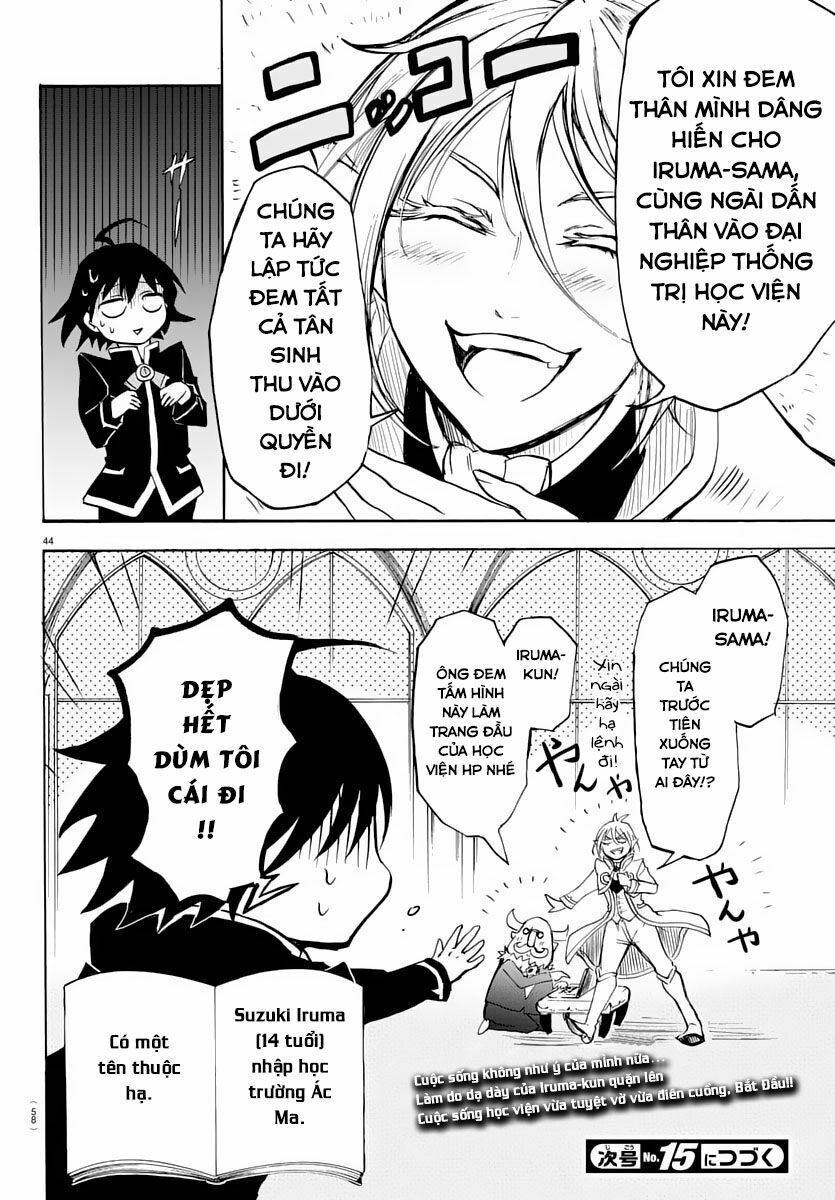 TÔI XIN ĐEM
THÂN MÌNH DÂNG
HIẾN CHO
IRUMA-SAMA,
CÙNG NGÀI DẤN
THÂN VÀO ĐẠI
NGHIỆP THỐNG
TRỊ HỌC VIỆN
NÀY!
ニッコー
CHÚNG
TA HÃY
LẬP TỨC
ĐEM TẤT
CẢ TÂN
SINH
THU VÀO
DƯỚI
QUYỀN
ĐI!
44
IRUMA-
SAMA!
CHÚNG
TA
TRƯỚC
TIÊN
XUỐNG
TAY TỪ
AI ĐÂY!?
Xin
ngài
hãy
hạ
lệnh
đi!
IRUMA-
KUN!
ÔNG ĐEM
TẤM HÌNH
NÀY LÀM
TRANG ĐẦU
CỦA HỌC
VIỆN HP NHÉ
やんや
やんや
DẸP
HẾT
DÙM TÔI
CÁI ĐI
!!
Có một
tên thuộc
hạ.
Suzuki Iruma
(14 tuổi)
nhập học
trường Ác
Ma.
Cuộc sống không như ý của mình nữa...
Làm do dạ dày của Iruma-kun quặn lên
Cuộc sống học viện vừa tuyệt vờ vừa điên cuồng, Bắt Đầu!!
(58)
次号No.15につづく